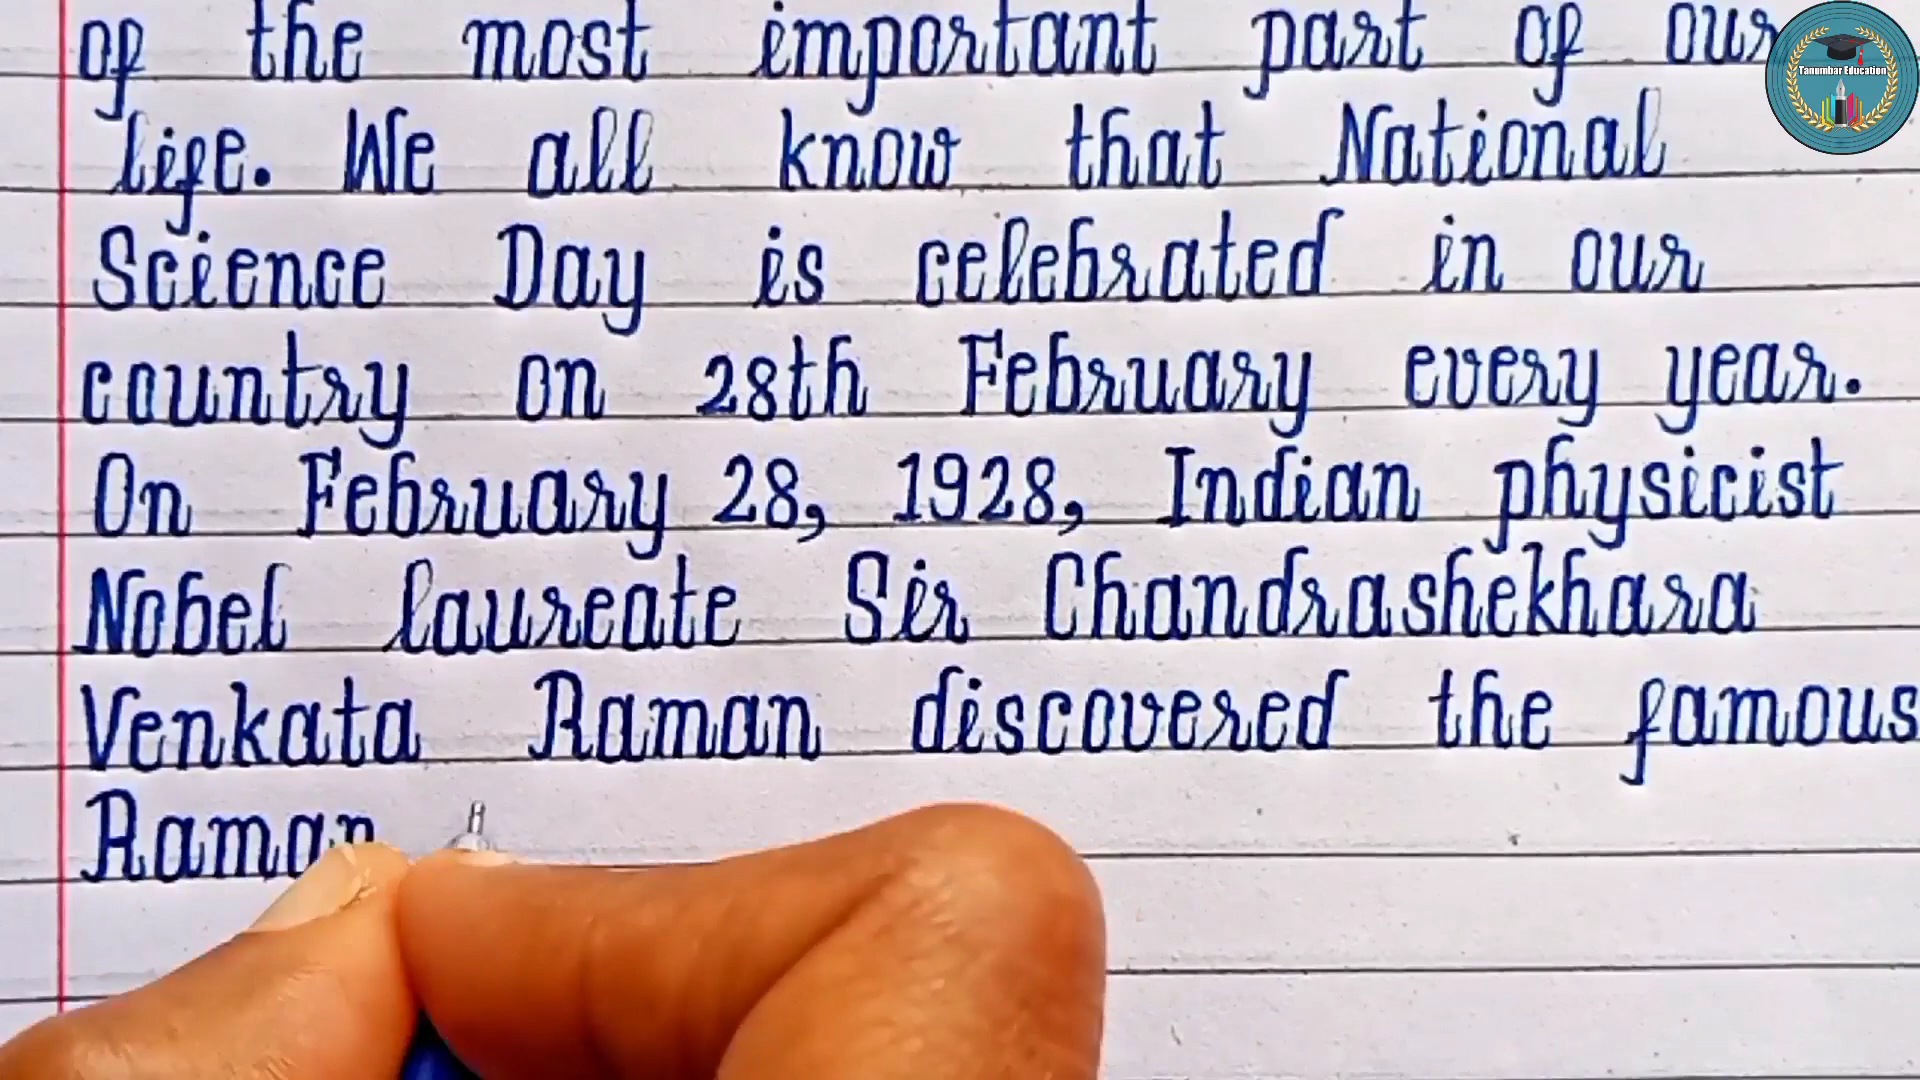 of the most important part of our
life. We all know that National
Science Day is celebrated in our
country on 28th February every year.
On February 28, 1928, Indian physicist
Nobel laureate Sir Chandrashekhara
Venkata Raman discovered the famous
Raman
Tanumbar Education